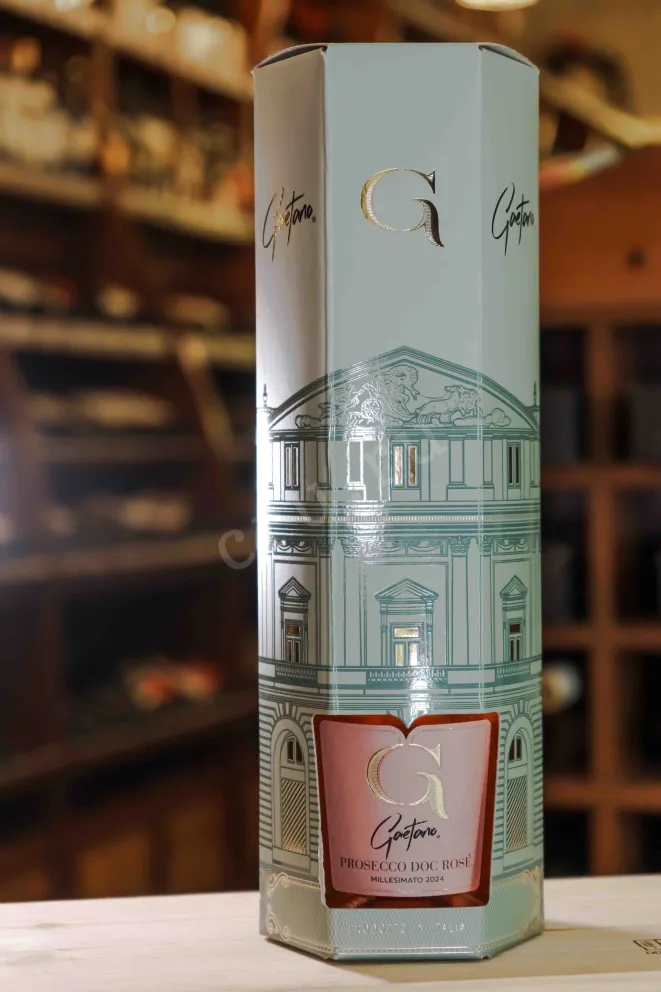 G
Gaetano
Gaetano
G
Gaetano
PROSECCO DOC ROSÉ
MILLESIMATO 2024
PRODOTTO IN ITALIA